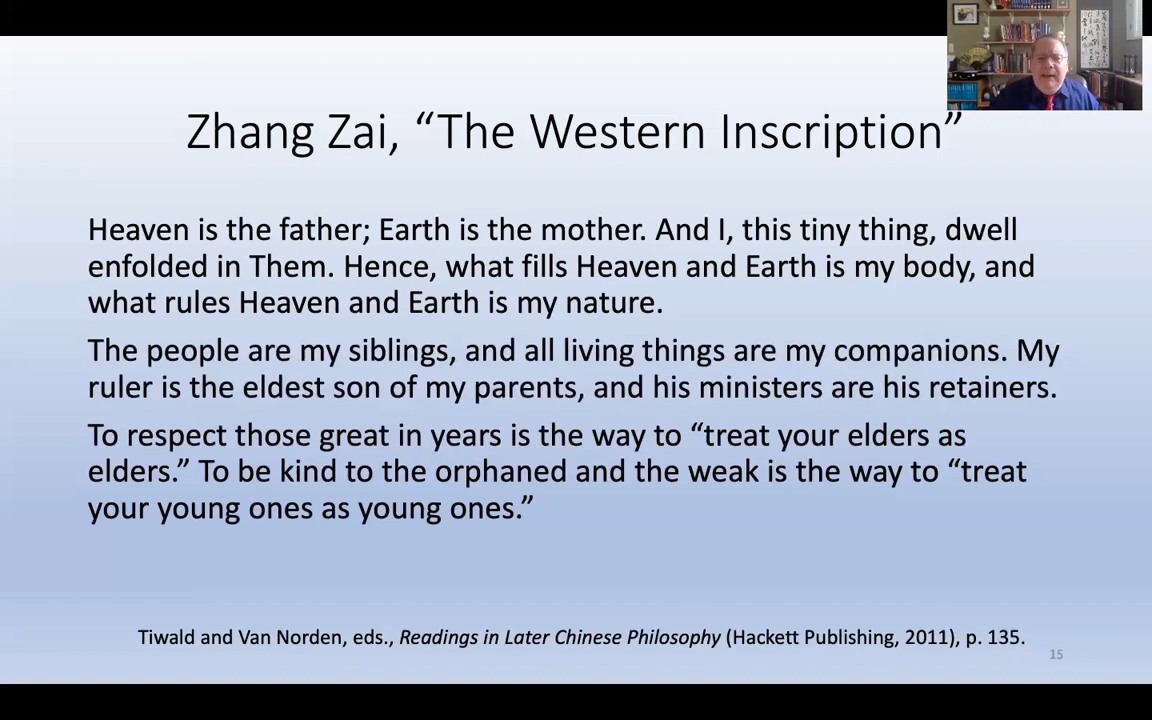 Zhang Zai, “The Western Inscription”
Heaven is the father; Earth is the mother. And I, this tiny thing, dwell
enfolded in Them. Hence, what fills Heaven and Earth is my body, and
what rules Heaven and Earth is my nature.
The people are my siblings, and all living things are my companions. My
ruler is the eldest son of my parents, and his ministers are his retainers.
To respect those great in years is the way to “treat your elders as
elders.” To be kind to the orphaned and the weak is the way to “treat
your young ones as young ones.”
Tiwald and Van Norden, eds., Readings in Later Chinese Philosophy (Hackett Publishing, 2011), p. 135.
15